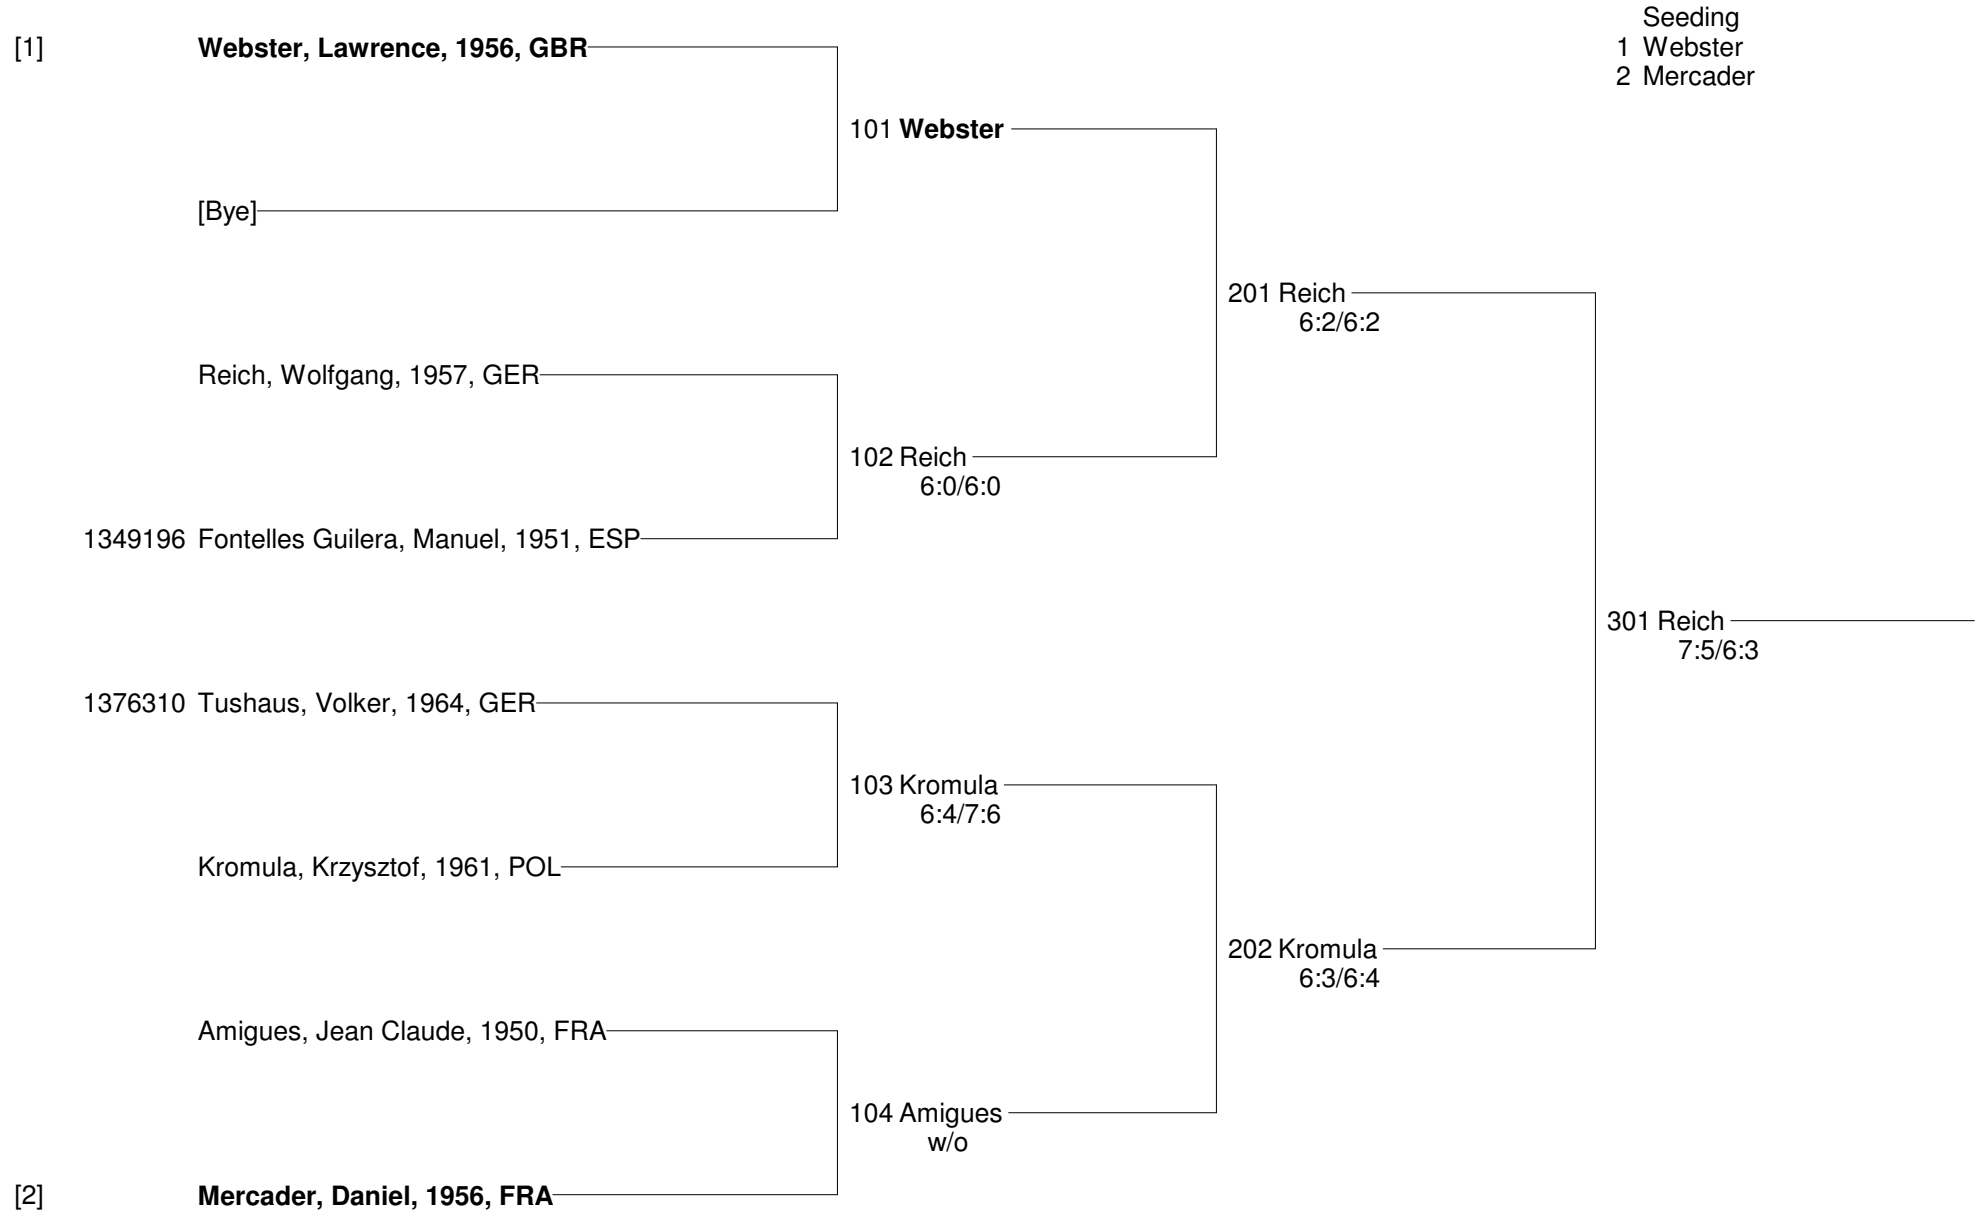 Seeding
1 Webster
2 Mercader
[1] Webster, Lawrence, 1956, GBR
101 Webster
[Bye]
201 Reich
6:2/6:2
Reich, Wolfgang, 1957, GER
102 Reich
6:0/6:0
1349196 Fontelles Guilera, Manuel, 1951, ESP
301 Reich
7:5/6:3
1376310 Tushaus, Volker, 1964, GER
103 Kromula
6:4/7:6
Kromula, Krzysztof, 1961, POL
202 Kromula
6:3/6:4
Amigues, Jean Claude, 1950, FRA
104 Amigues
w/o
[2] Mercader, Daniel, 1956, FRA